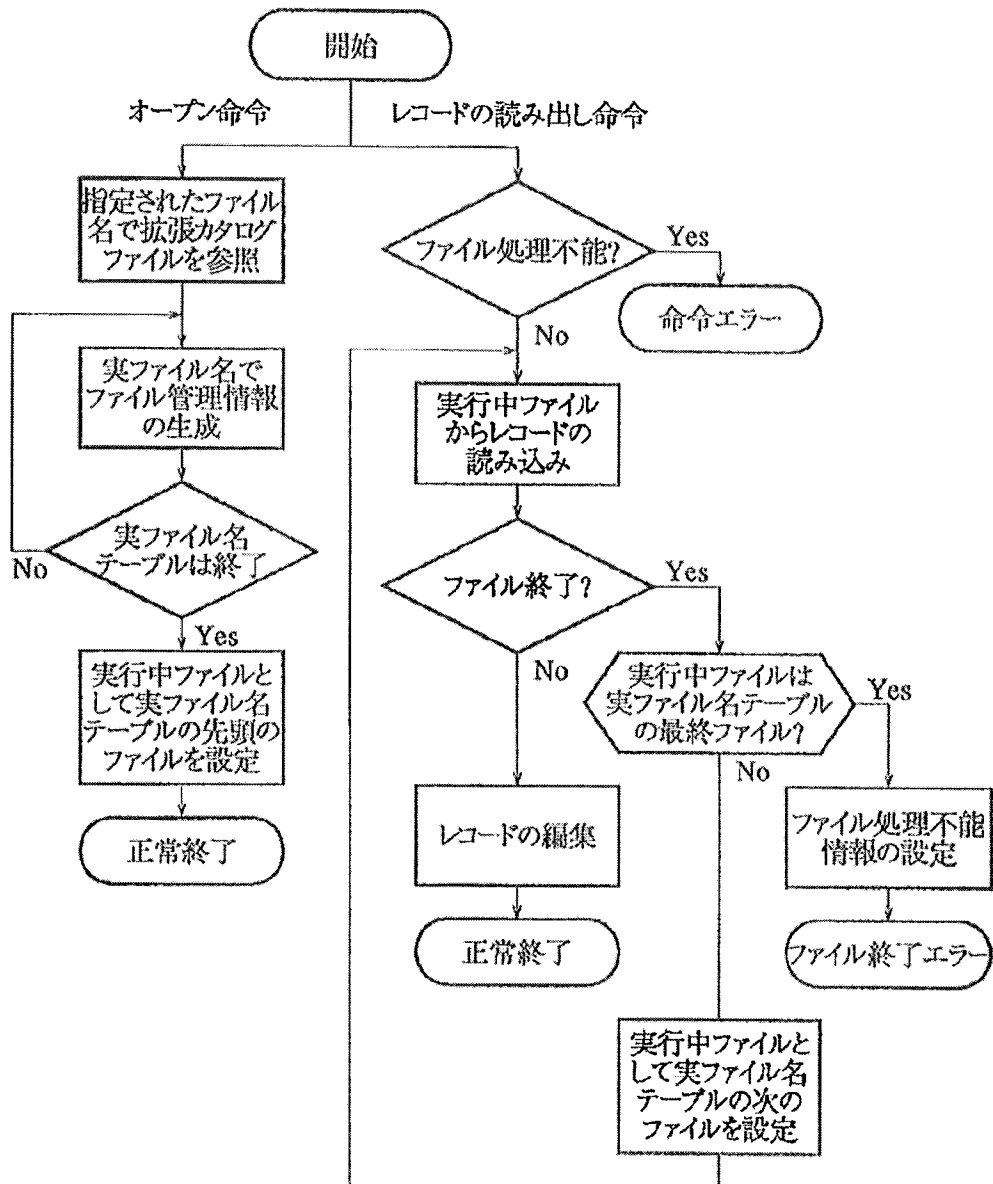 開始
オープン命令
レコードの読み出し命令
指定されたファイル
名で拡張カタログ
ファイルを参照
ファイル処理不能?
Yes
命令エラー
No
実ファイル名で
ファイル管理情報
の生成
実行中ファイル
からレコードの
読み込み
実ファイル名
テーブルは終了
No
Yes
ファイル終了?
Yes
No
実行中ファイルと
して実ファイル名
テーブルの先頭の
ファイルを設定
実行中ファイルは
実ファイル名テーブル
の最終ファイル?
Yes
No
正常終了
レコードの編集
ファイル処理不能
情報の設定
正常終了
ファイル終了エラー
実行中ファイルと
して実ファイル名
テーブルの次の
ファイルを設定